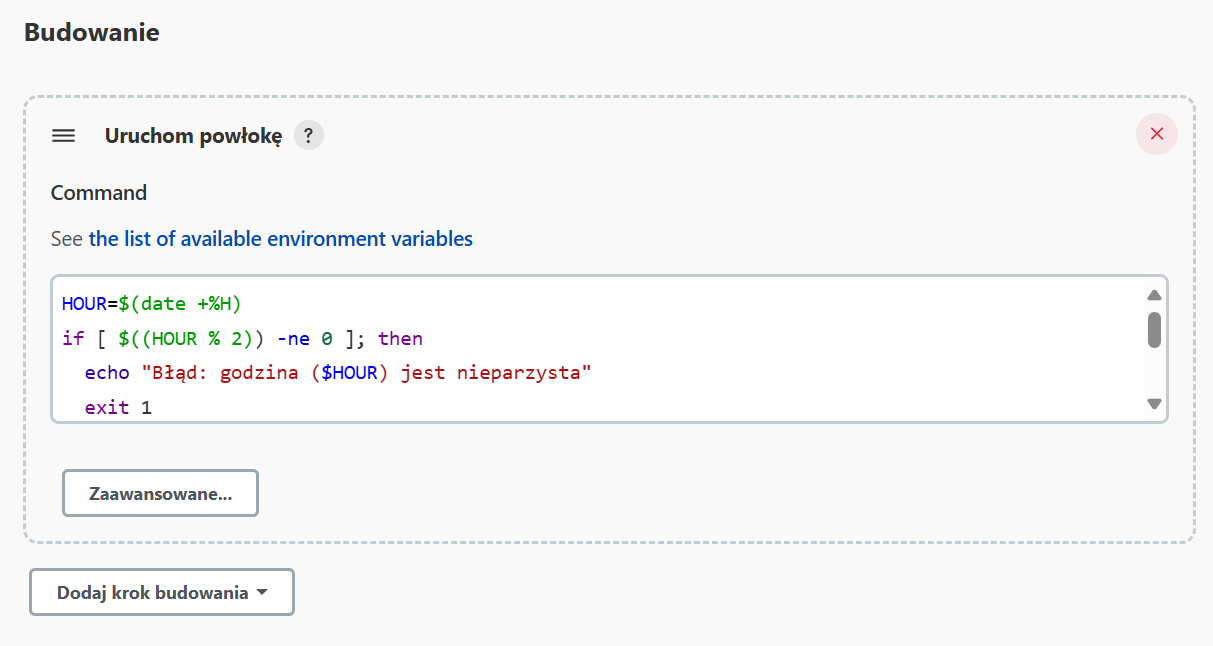 Budowanie
Uruchom powłokę ?
Command
See the list of available environment variables
HOUR=$(date +%H)
if [ $((HOUR % 2)) -ne 0 ]; then
  echo "Błąd: godzina ($HOUR) jest nieparzysta"
  exit 1
Zaawansowane...
Dodaj krok budowania